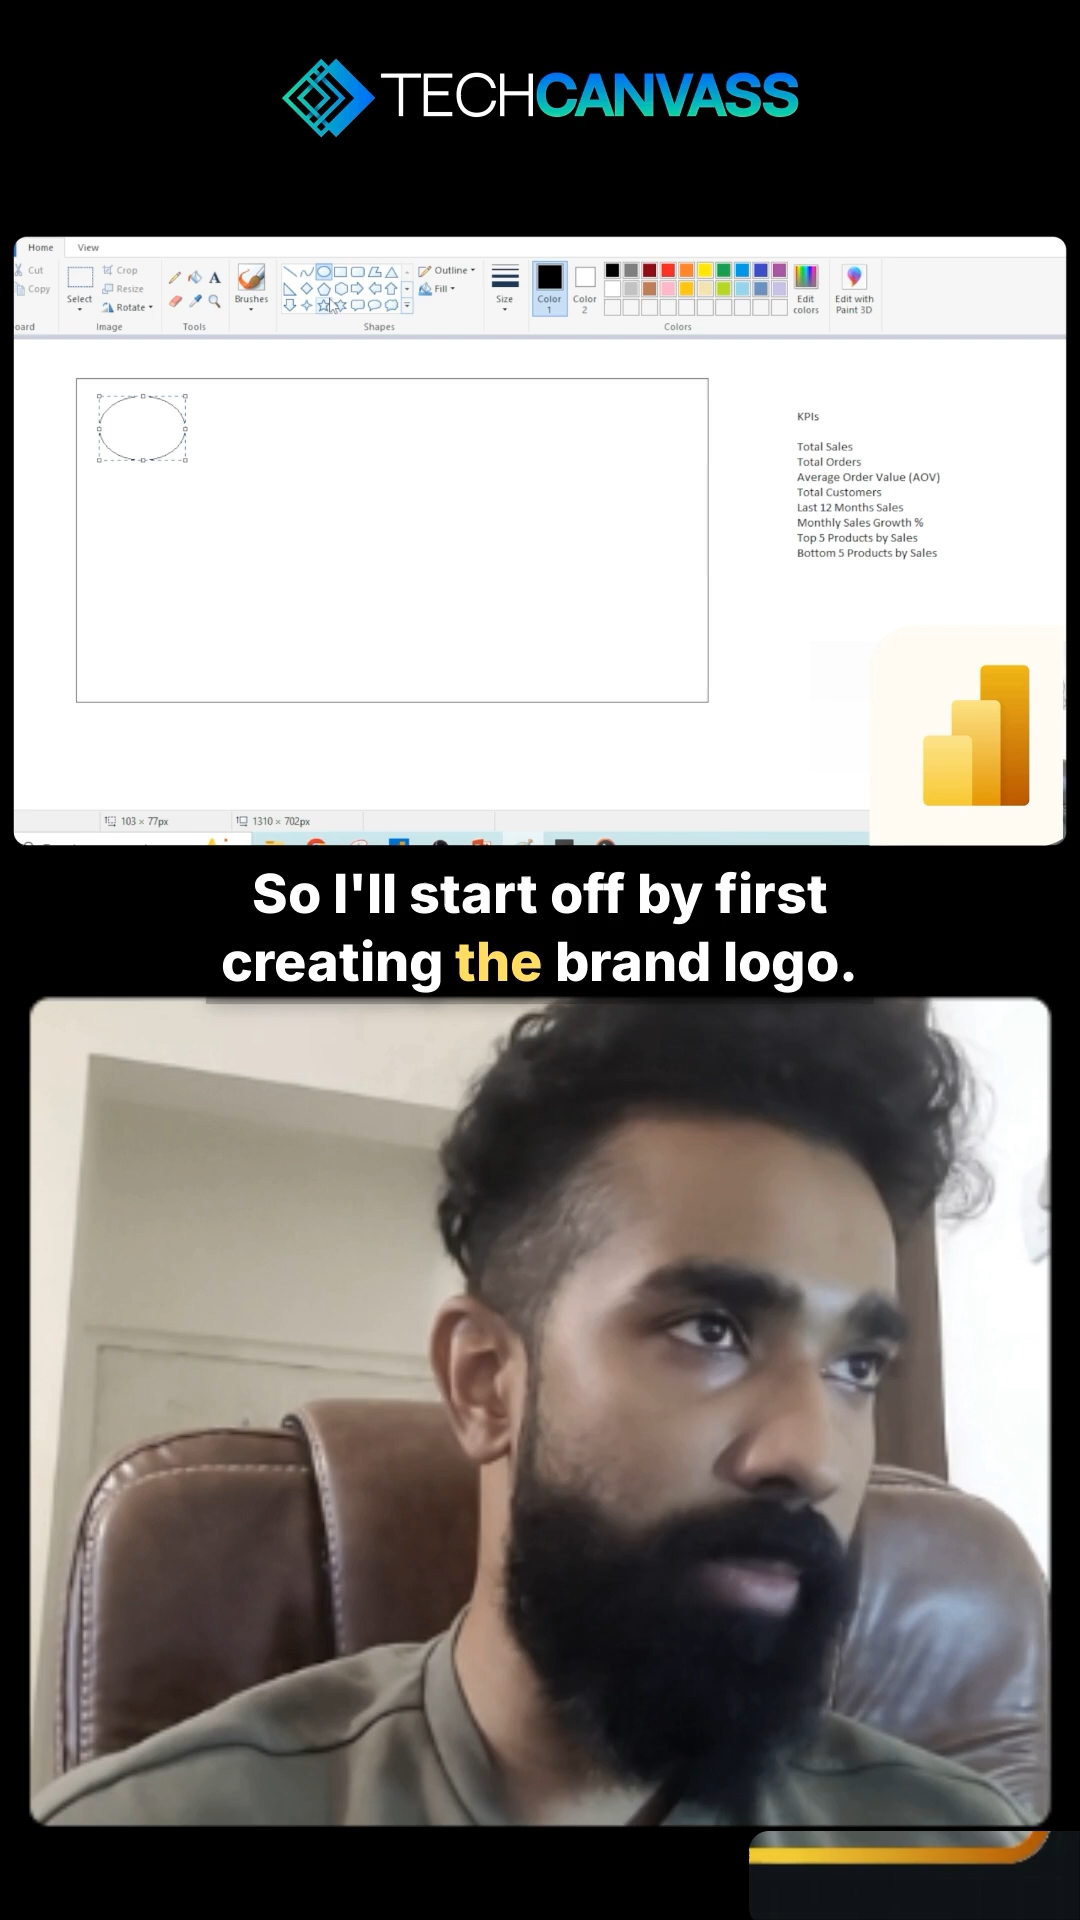 TECHCANVASS
Home View
Cut
Copy
Select
Crop
Resize
Rotate
Image
Tools
Brushes
Shapes
Outline
Fill
Size
Color
1
Color
2
Edit
colors
Colors
Edit with
Paint 3D
oard
KPIs
Total Sales
Total Orders
Average Order Value (AOV)
Total Customers
Last 12 Months Sales
Monthly Sales Growth %
Top 5 Products by Sales
Bottom 5 Products by Sales
103 × 77px
1310 × 702px
So I'll start off by first
creating the brand logo.